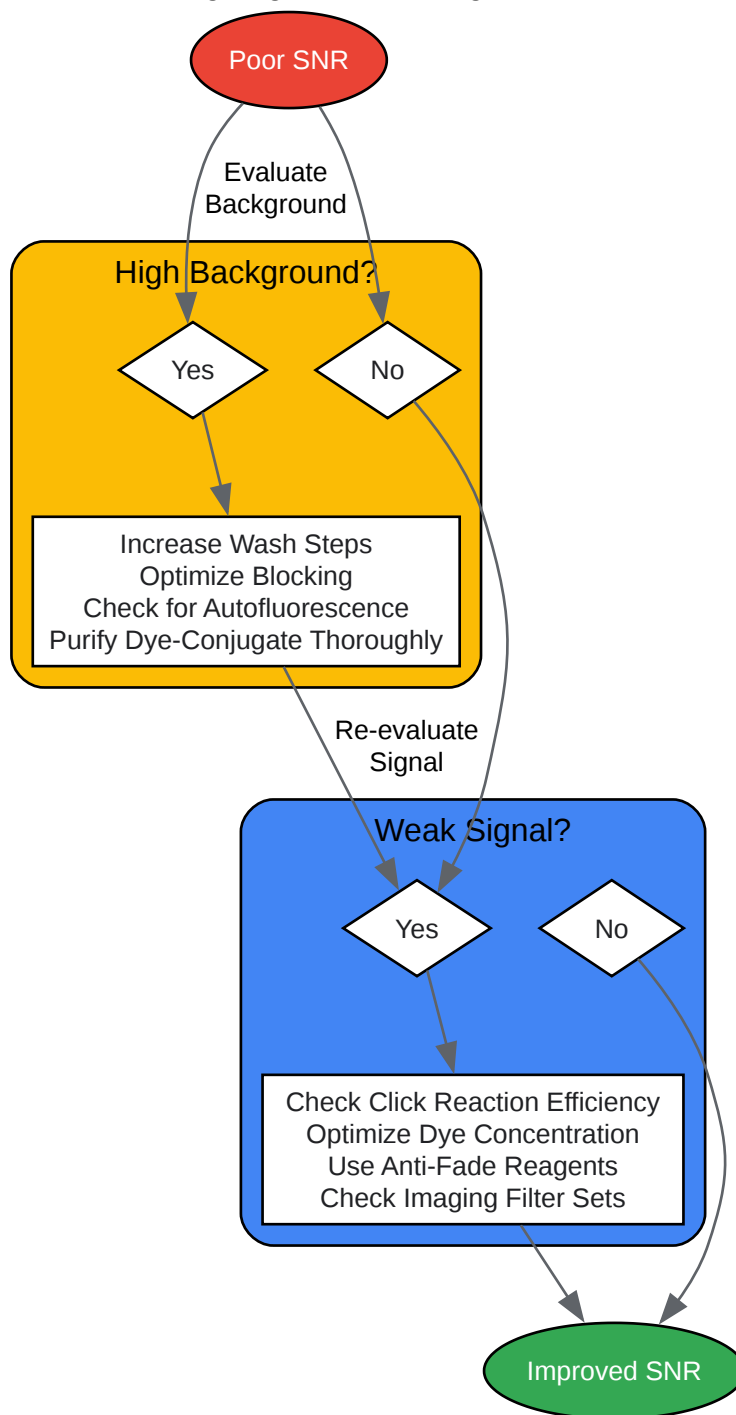 Poor SNR
Evaluate
Background
High Background?
Yes
No
Increase Wash Steps
Optimize Blocking
Check for Autofluorescence
Purify Dye-Conjugate Thoroughly
Re-evaluate
Signal
Weak Signal?
Yes
No
Check Click Reaction Efficiency
Optimize Dye Concentration
Use Anti-Fade Reagents
Check Imaging Filter Sets
Improved SNR